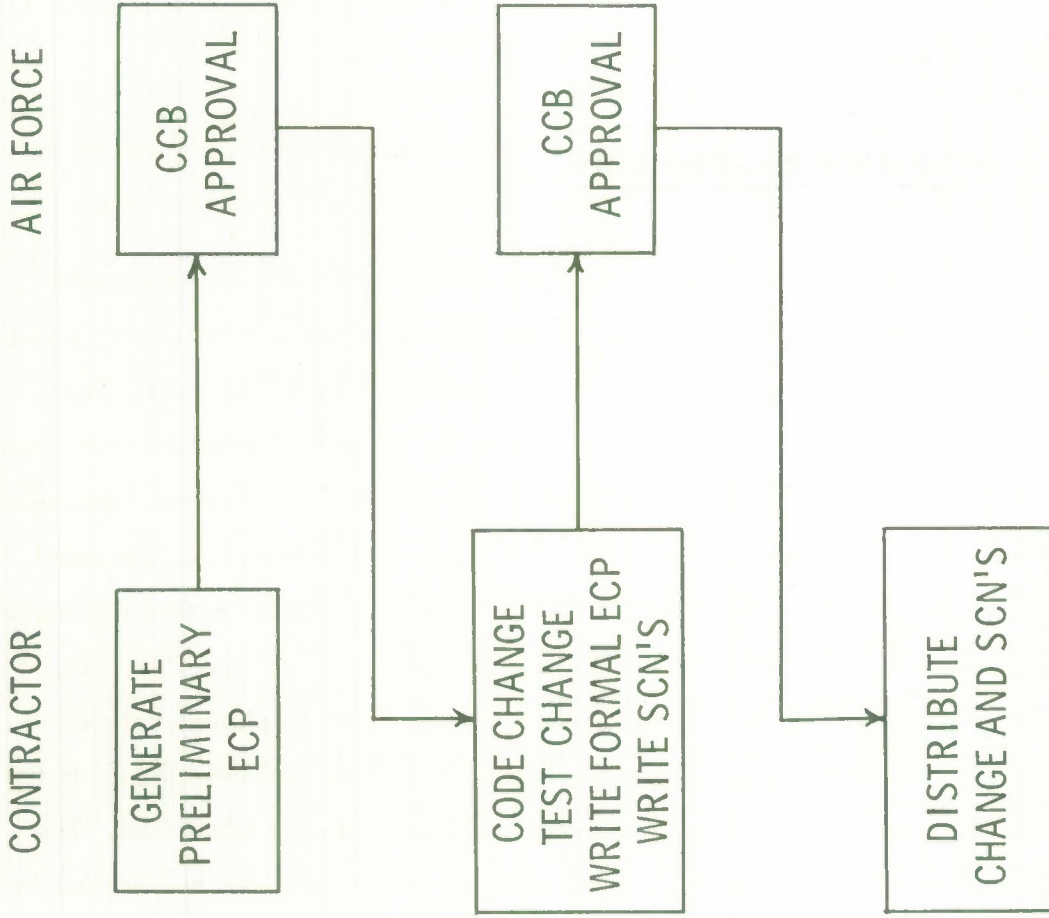 CONTRACTOR
AIR FORCE
GENERATE
PRELIMINARY
ECP
CCB
APPROVAL
CODE CHANGE
TEST CHANGE
WRITE FORMAL ECP
WRITE SCN'S
CCB
APPROVAL
DISTRIBUTE
CHANGE AND SCN'S